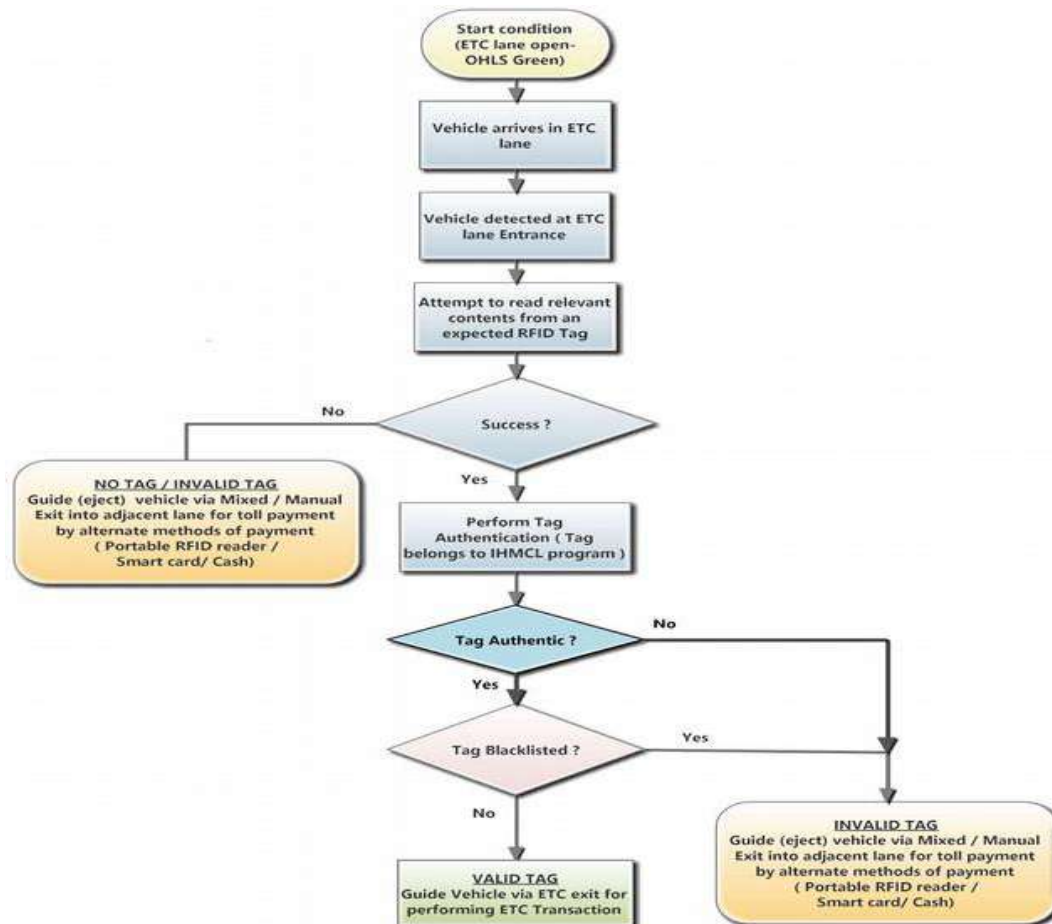 Start condition
(ETC lane open-
OHLS Green)
Vehicle arrives in ETC
lane
Vehicle detected at ETC
lane Entrance
Attempt to read relevant
contents from an
expected RFID Tag
Success ?
No
Yes
NO TAG / INVALID TAG
Guide (eject) vehicle via Mixed / Manual
Exit into adjacent lane for toll payment
by alternate methods of payment
( Portable RFID reader /
Smart card/ Cash)
Perform Tag
Authentication ( Tag
belongs to IHMCL program )
Tag Authentic ?
No
Yes
Tag Blacklisted ?
Yes
No
INVALID TAG
Guide (eject) vehicle via Mixed / Manual
Exit into adjacent lane for toll payment
by alternate methods of payment
( Portable RFID reader /
Smart card/ Cash)
VALID TAG
Guide Vehicle via ETC exit for
performing ETC Transaction